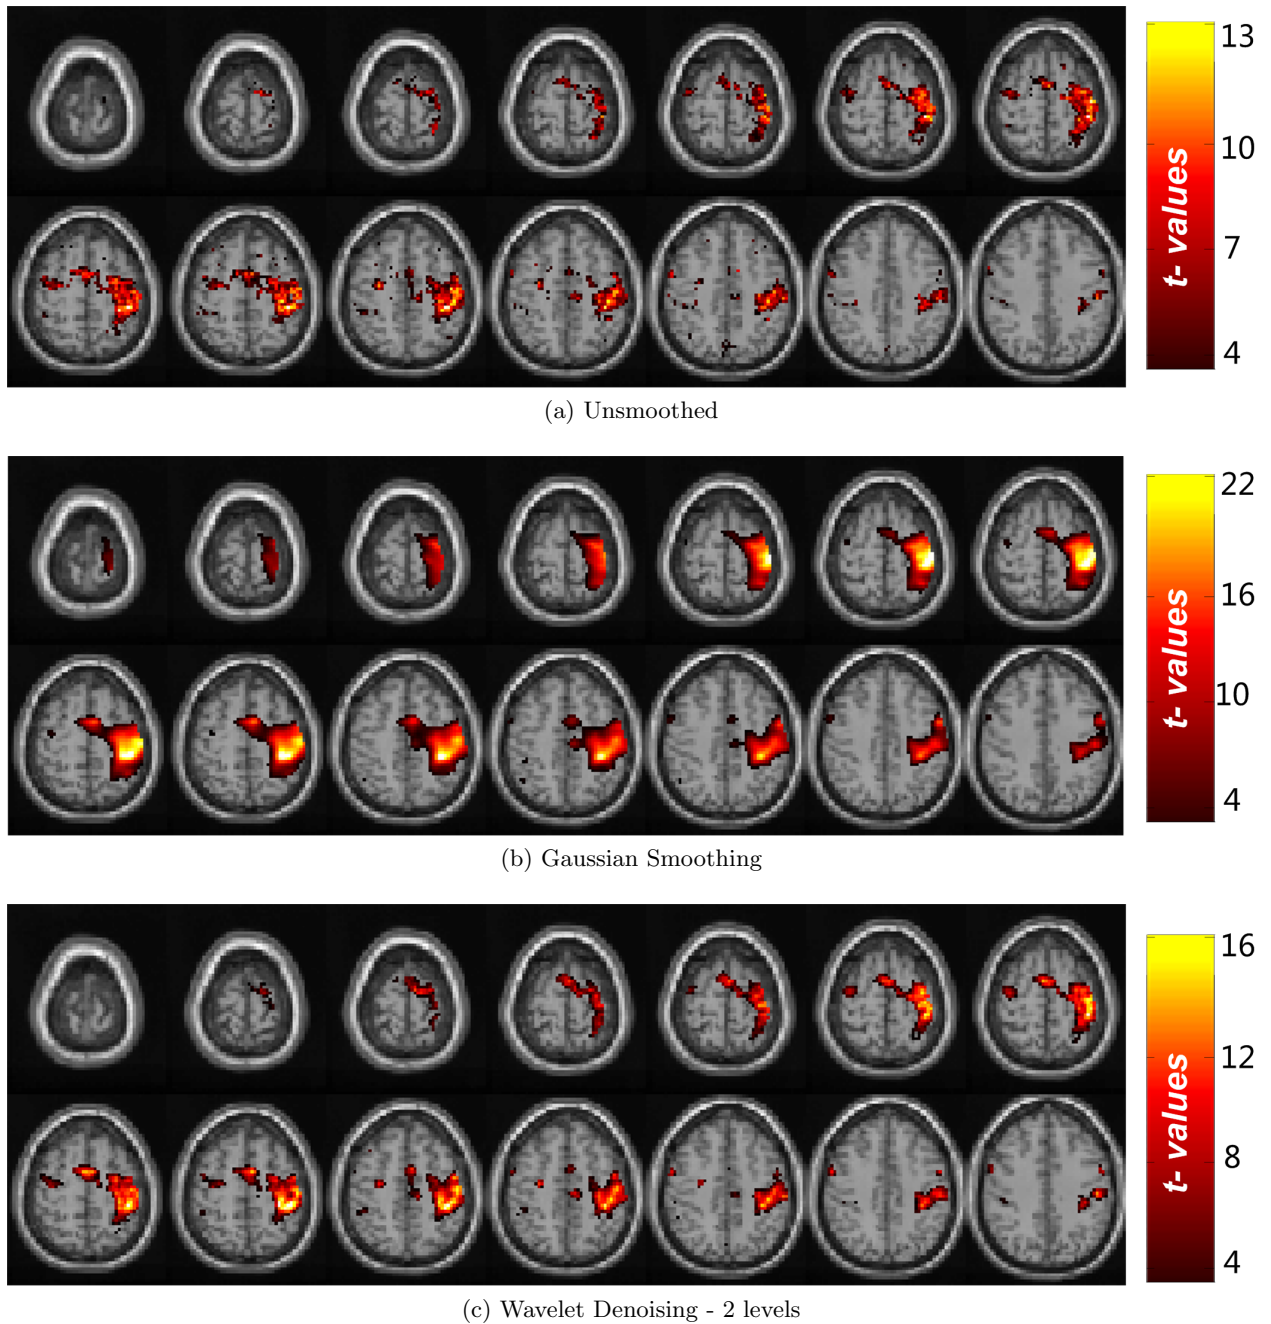 13
10
7
4
t- values
(a) Unsmoothed
22
16
10
4
t- values
(b) Gaussian Smoothing
16
12
8
4
t- values
(c) Wavelet Denoising - 2 levels